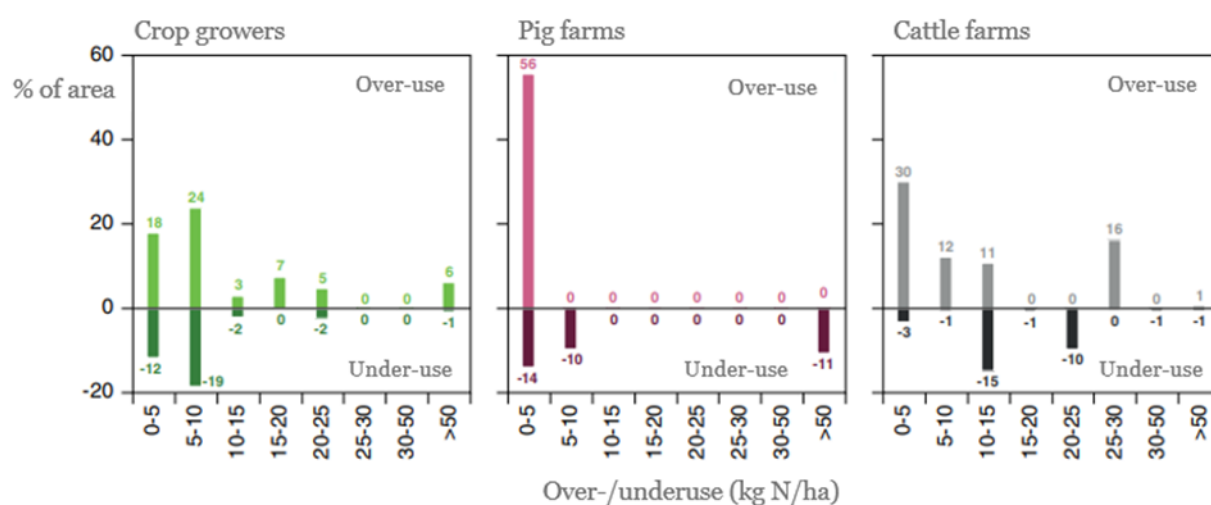 Crop growers
Pig farms
Cattle farms
% of area
60
40
20
0
-20
Over-use
Over-use
Over-use
18 24 3 7 5 0 0 6
-12 -19 -2 0 -2 0 0 -1
56 0 0 0 0 0 0 0
-14 -10 0 0 0 0 0 -11
30 12 11 0 0 16 0 1
-3 -1 -15 -1 -10 0 -1 -1
Under-use
Under-use
Under-use
0-5 5-10 10-15 15-20 20-25 25-30 30-50 >50
0-5 5-10 10-15 15-20 20-25 25-30 30-50 >50
0-5 5-10 10-15 15-20 20-25 25-30 30-50 >50
Over-/underuse (kg N/ha)